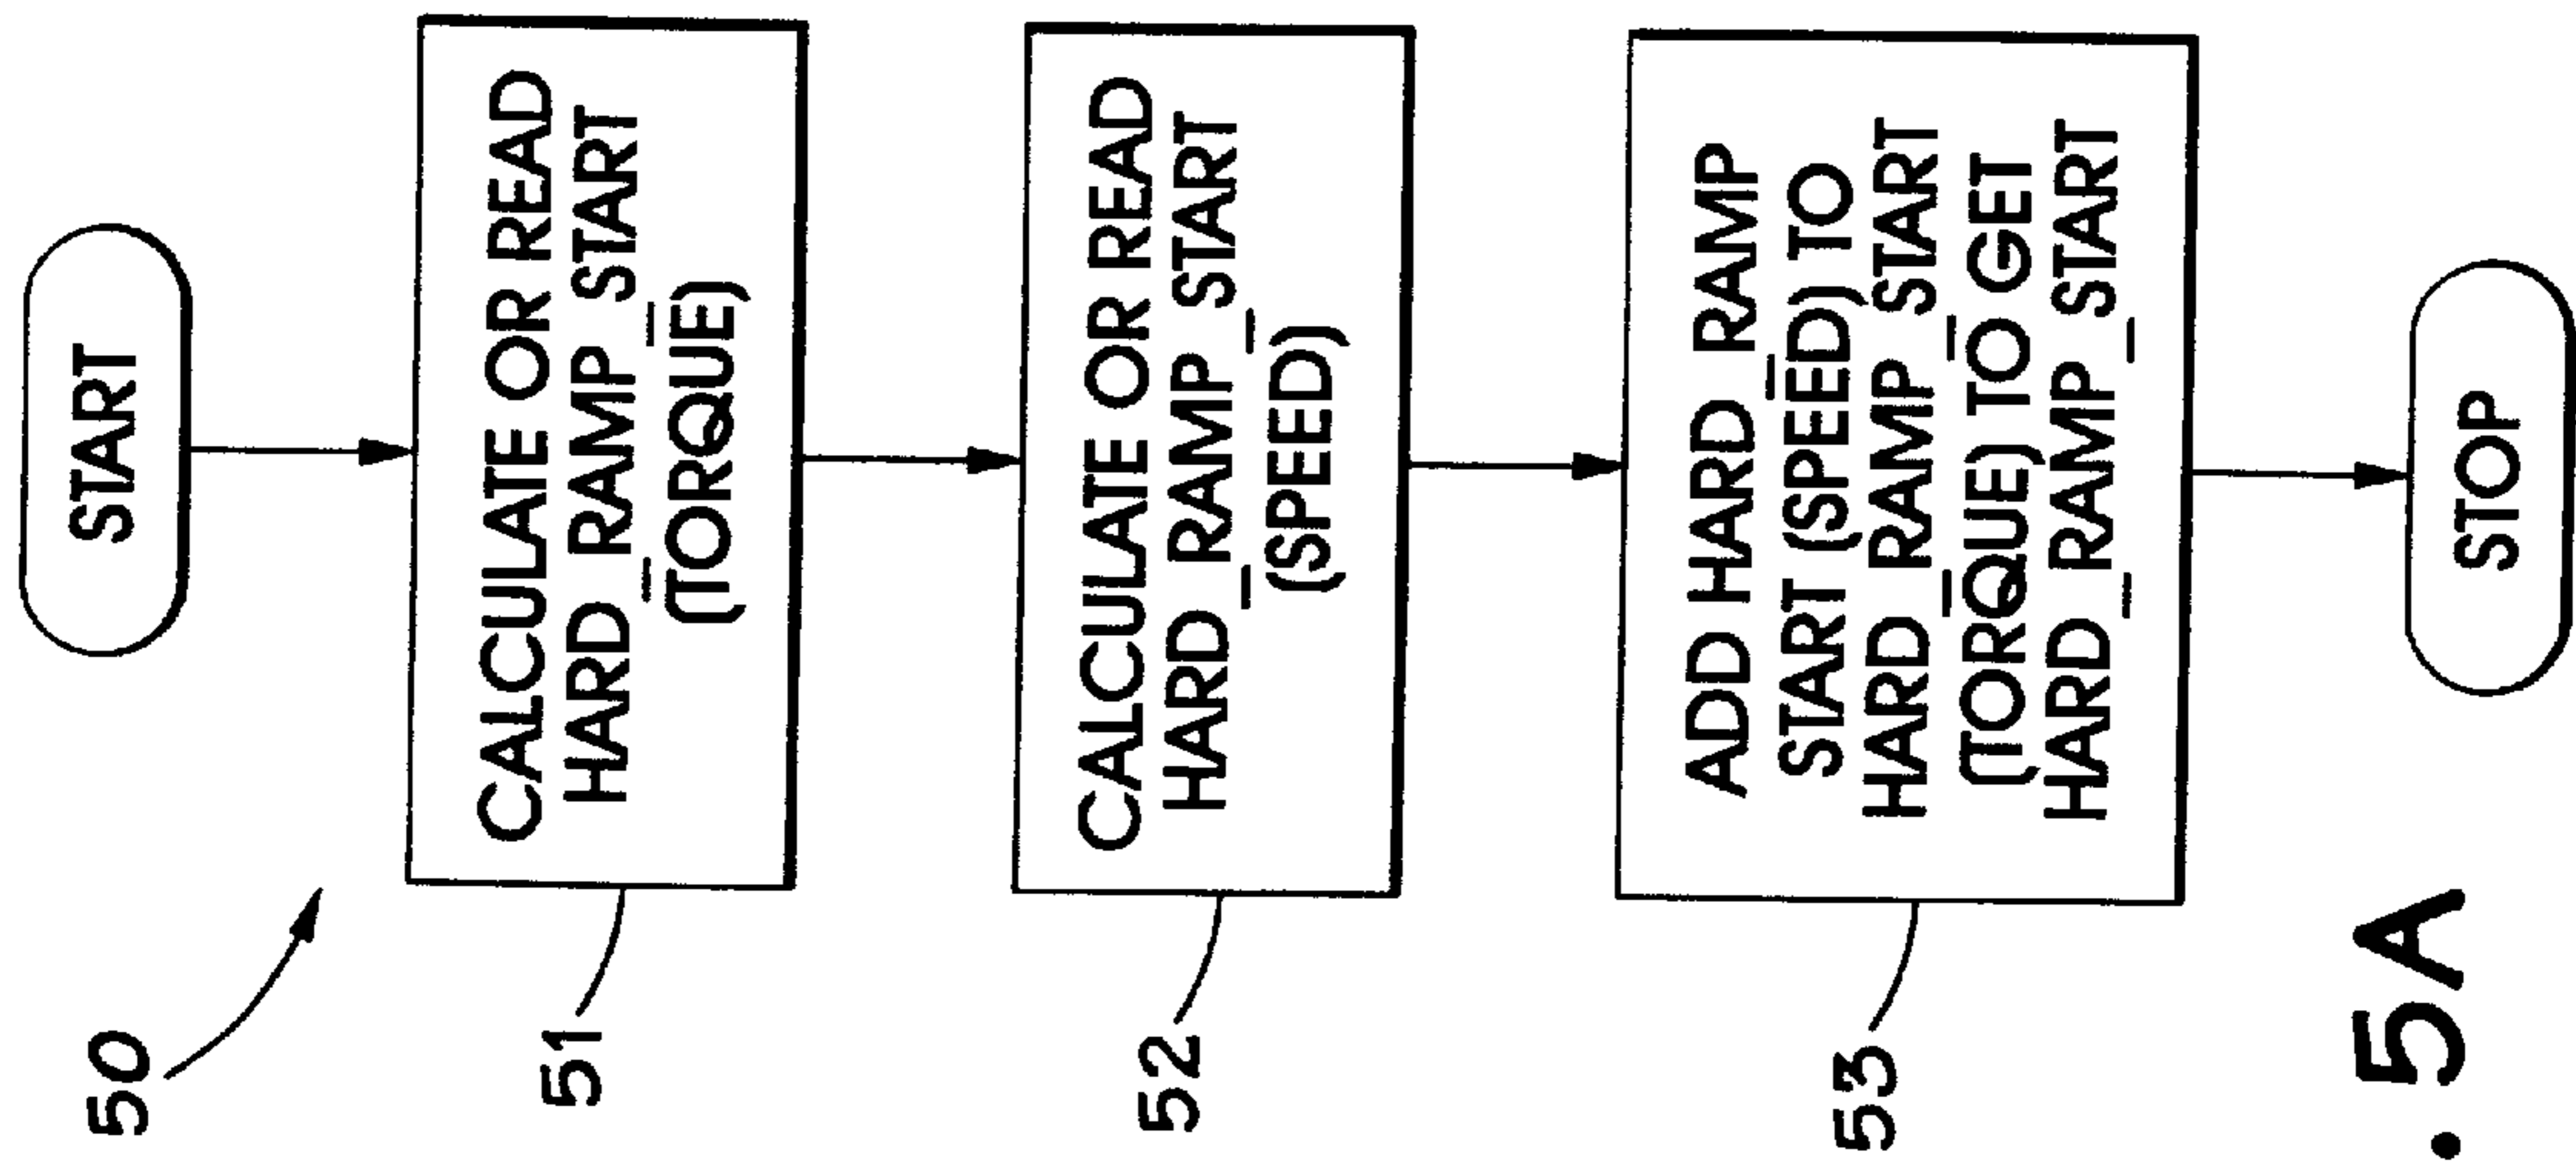 50
START
51
CALCULATE OR READ
HARD_RAMP_START
(TORQUE)
52
CALCULATE OR READ
HARD_RAMP_START
(SPEED)
53
ADD HARD_RAMP_
START (SPEED) TO
HARD_RAMP_START
(TORQUE) TO GET
HARD_RAMP_START
STOP
. 5A